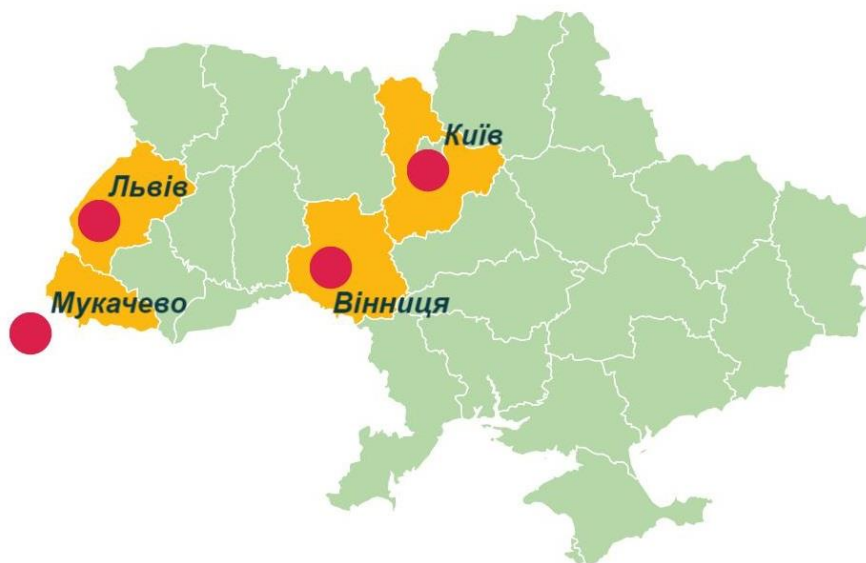 Київ
Львів
Мукачево
Вінниця